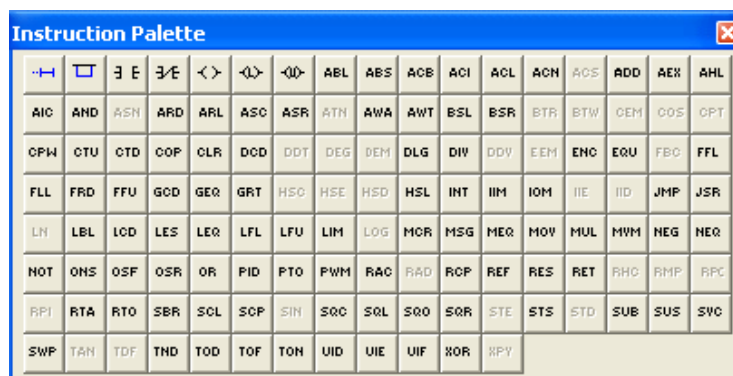 Instruction Palette
ABL ABS ACB ACI ACL ACN ACS ADD AEX AHL
AIC AND ASN ARD ARL ASC ASR ATN AWA AWT BSL BSR BTR BTW CEM COS CPT
CPW CTU CTD COP CLR DCD DDT DEG DEM DLG DIV DDV EEM ENC EQU FBC FFL
FLL FRD FFU GCD GEQ GRT HSC HSE HSD HSL INT IIM IOM IIE IID JMP JSR
LN LBL LCD LES LEQ LFL LFU LIM LOG MCR MSG MEQ MOV MUL MVM NEG NEQ
NOT ONS OSF OSR OR PID PTO PWM RAC RAD RCP REF RES RET RHC RMP RPC
RPI RTA RTO SBR SCL SCP SIN SQC SQL SQO SQR STE STS STD SUB SUS SVC
SWP TAN TDF TND TOD TOF TON UID UIE UIF XOR XPY